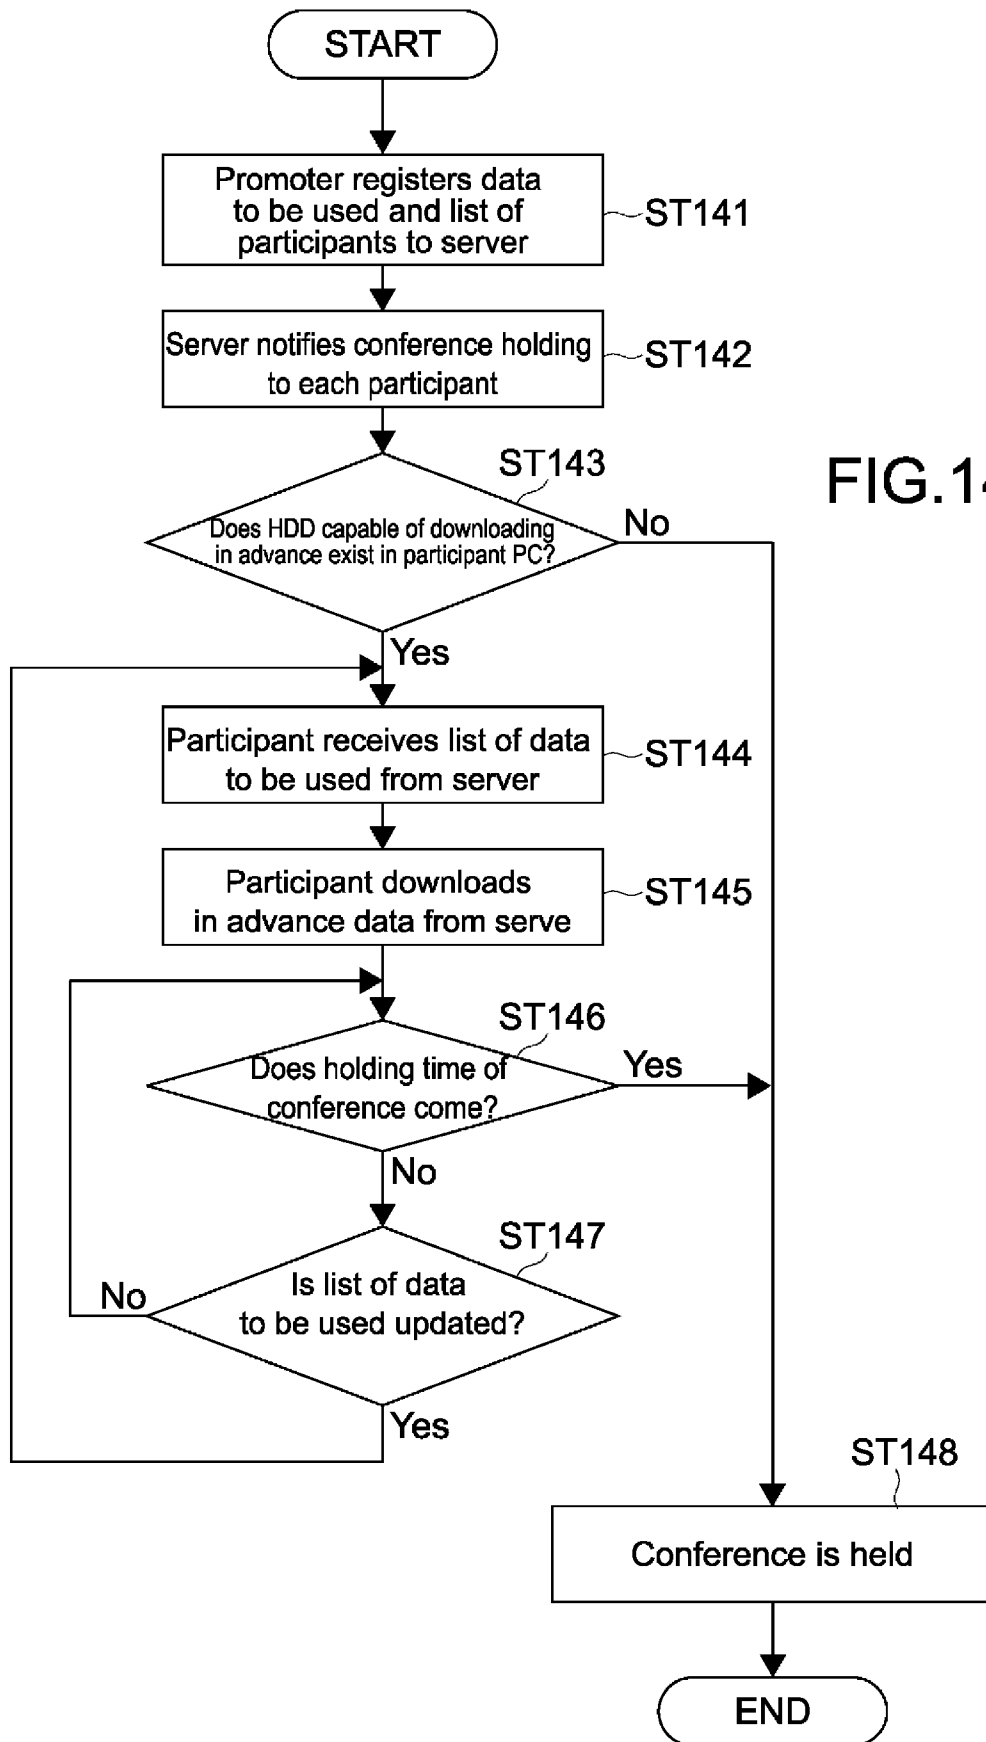 START
Promoter registers data
to be used and list of
participants to server
ST141
Server notifies conference holding
to each participant
ST142
ST143
FIG.14
Does HDD capable of downloading
in advance exist in participant PC?
No
Yes
Participant receives list of data
to be used from server
ST144
Participant downloads
in advance data from serve
ST145
ST146
Does holding time of
conference come?
Yes
No
ST147
Is list of data
to be used updated?
No
Yes
ST148
Conference is held
END